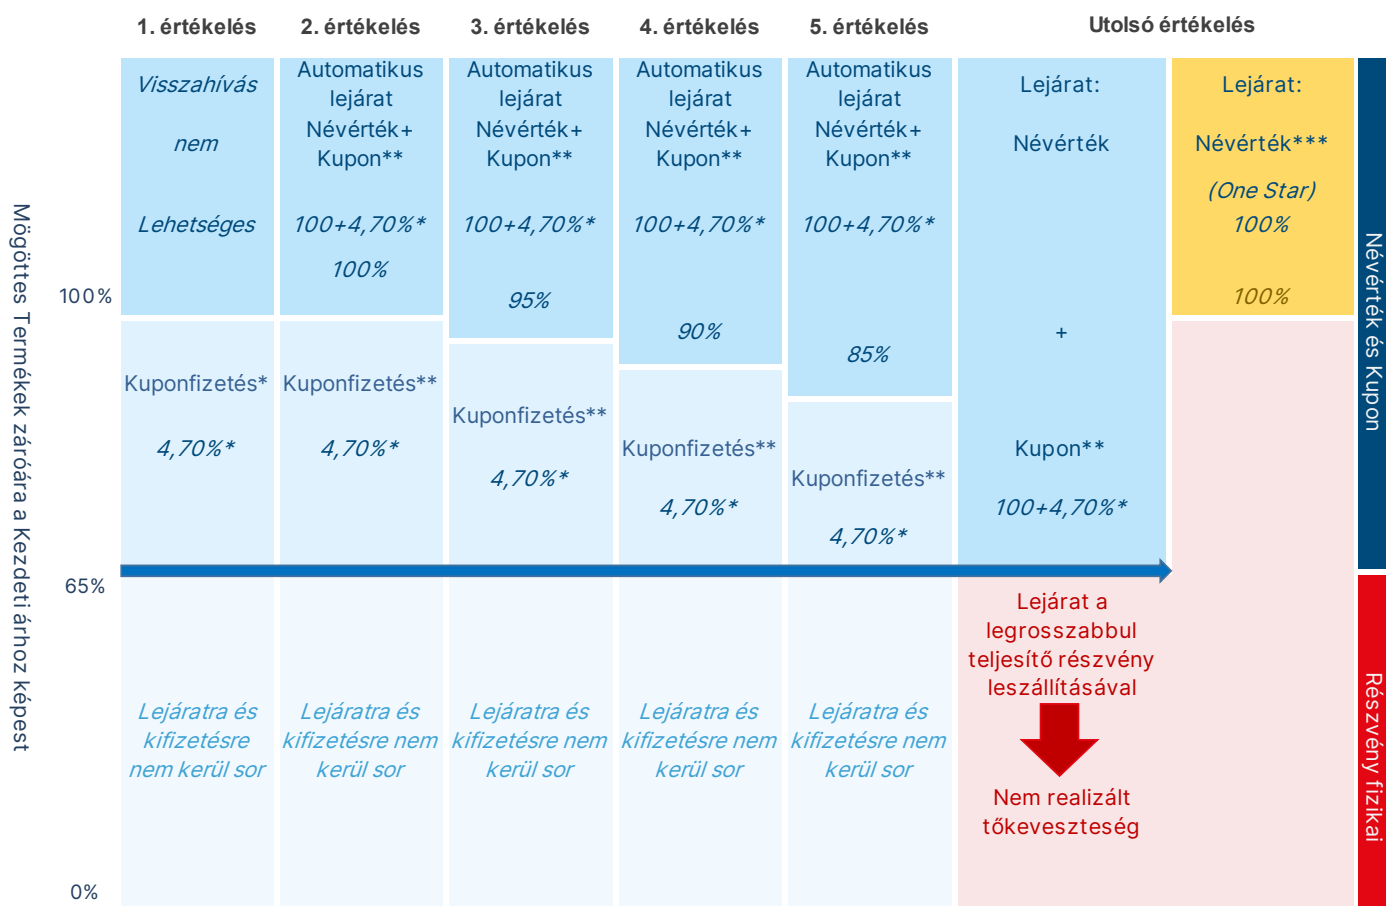 1. értékelés
2. értékelés
3. értékelés
4. értékelés
5. értékelés
Utolsó értékelés
Visszahívás
nem
Lehetséges
Automatikus
lejárat
Névérték+
Kupon**
100+4,70%*
100%
Automatikus
lejárat
Névérték+
Kupon**
100+4,70%*
95%
Automatikus
lejárat
Névérték+
Kupon**
100+4,70%*
90%
Automatikus
lejárat
Névérték+
Kupon**
100+4,70%*
85%
Lejárat:
Névérték
+
Kupon**
100+4,70%*
Lejárat:
Névérték***
(One Star)
100%
100%
Kuponfizetés*
4,70%*
Kuponfizetés**
4,70%*
Kuponfizetés**
4,70%*
Kuponfizetés**
4,70%*
Kuponfizetés**
4,70%*
Lejáratra és
kifizetésre
nem kerül sor
Lejáratra és
kifizetésre nem
kerül sor
Lejáratra és
kifizetésre nem
kerül sor
Lejáratra és
kifizetésre nem
kerül sor
Lejáratra és
kifizetésre nem
kerül sor
Lejárat a
legrosszabbul
teljesítő részvény
leszállításával
Nem realizált
tőkeveszteség
100%
65%
0%
Mögöttes Termékek záróára a Kezdeti árhoz képest
Névérték és Kupon
Részvény fizikai